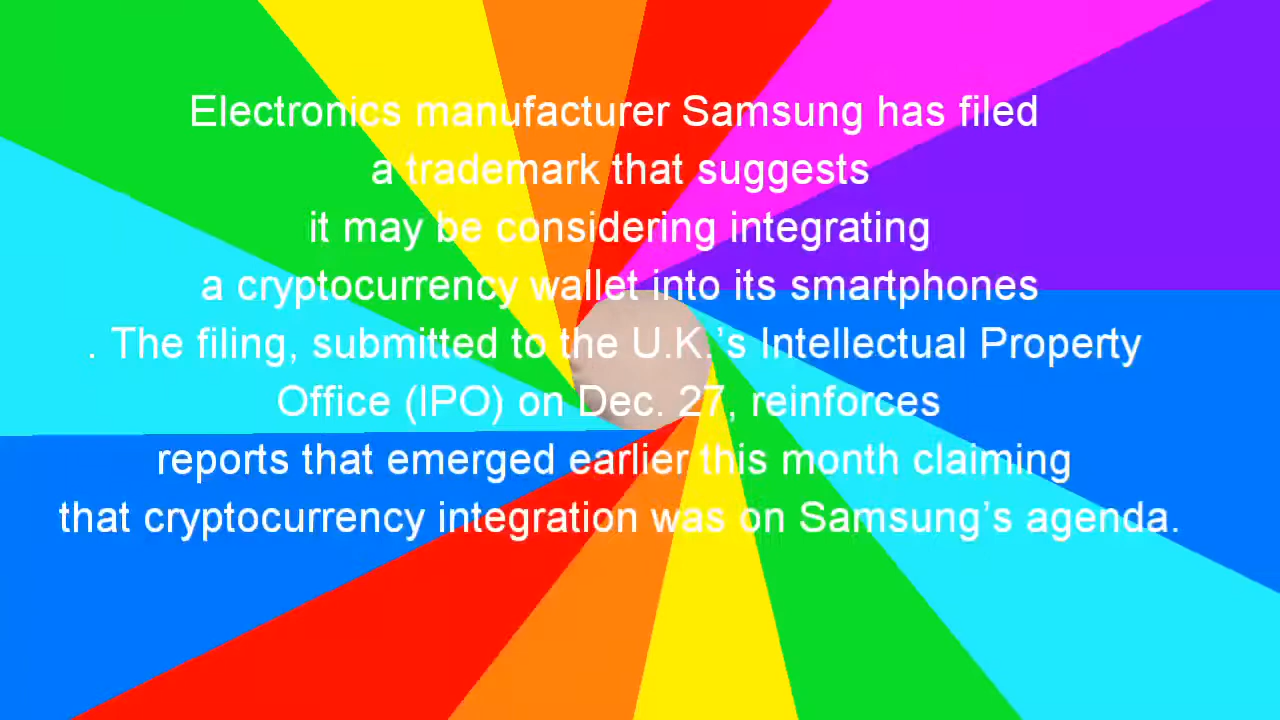 Electronics manufacturer Samsung has filed
a trademark that suggests
it may be considering integrating
a cryptocurrency wallet into its smartphones
. The filing, submitted to the U.K.’s Intellectual Property
Office (IPO) on Dec. 27, reinforces
reports that emerged earlier this month claiming
that cryptocurrency integration was on Samsung’s agenda.